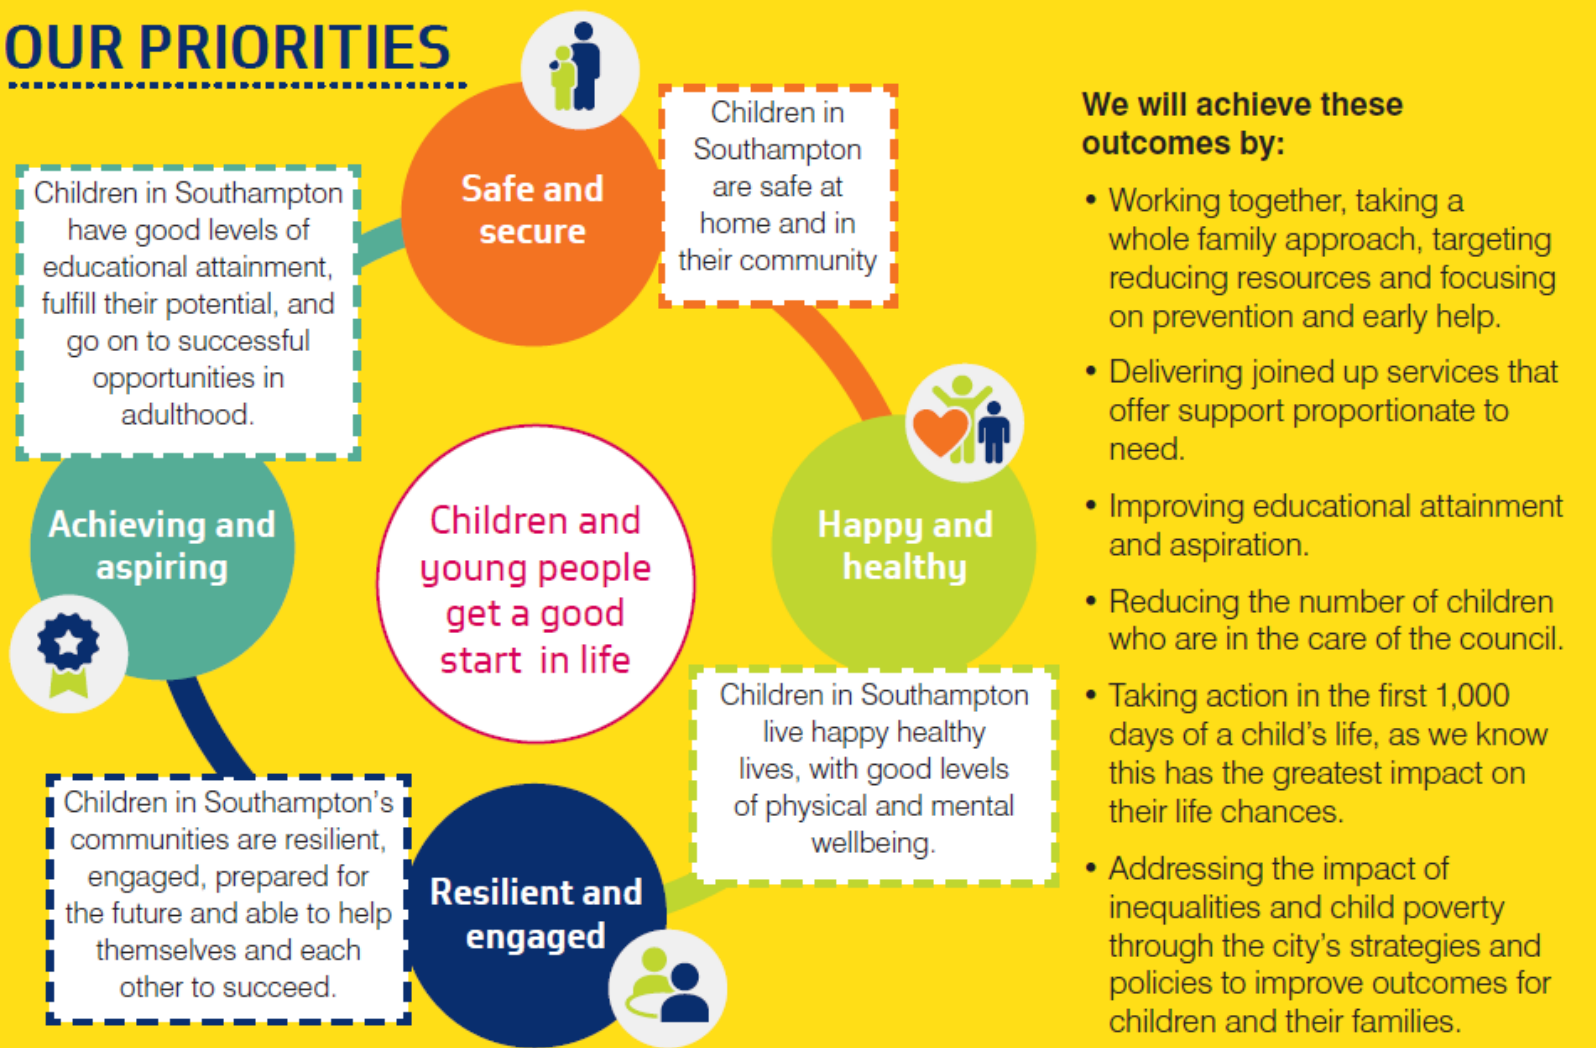 OUR PRIORITIES
Safe and
secure
Children in
Southampton
are safe at
home and in
their community
Happy and
healthy
Children in Southampton
live happy healthy
lives, with good levels
of physical and mental
wellbeing.
Resilient and
engaged
Children in Southampton's
communities are resilient,
engaged, prepared for
the future and able to help
themselves and each
other to succeed.
Achieving and
aspiring
Children in Southampton
have good levels of
educational attainment,
fulfill their potential, and
go on to successful
opportunities in
adulthood.
Children and
young people
get a good
start in life
We will achieve these
outcomes by:
• Working together, taking a
whole family approach, targeting
reducing resources and focusing
on prevention and early help.
• Delivering joined up services that
offer support proportionate to
need.
• Improving educational attainment
and aspiration.
• Reducing the number of children
who are in the care of the council.
• Taking action in the first 1,000
days of a child's life, as we know
this has the greatest impact on
their life chances.
• Addressing the impact of
inequalities and child poverty
through the city's strategies and
policies to improve outcomes for
children and their families.